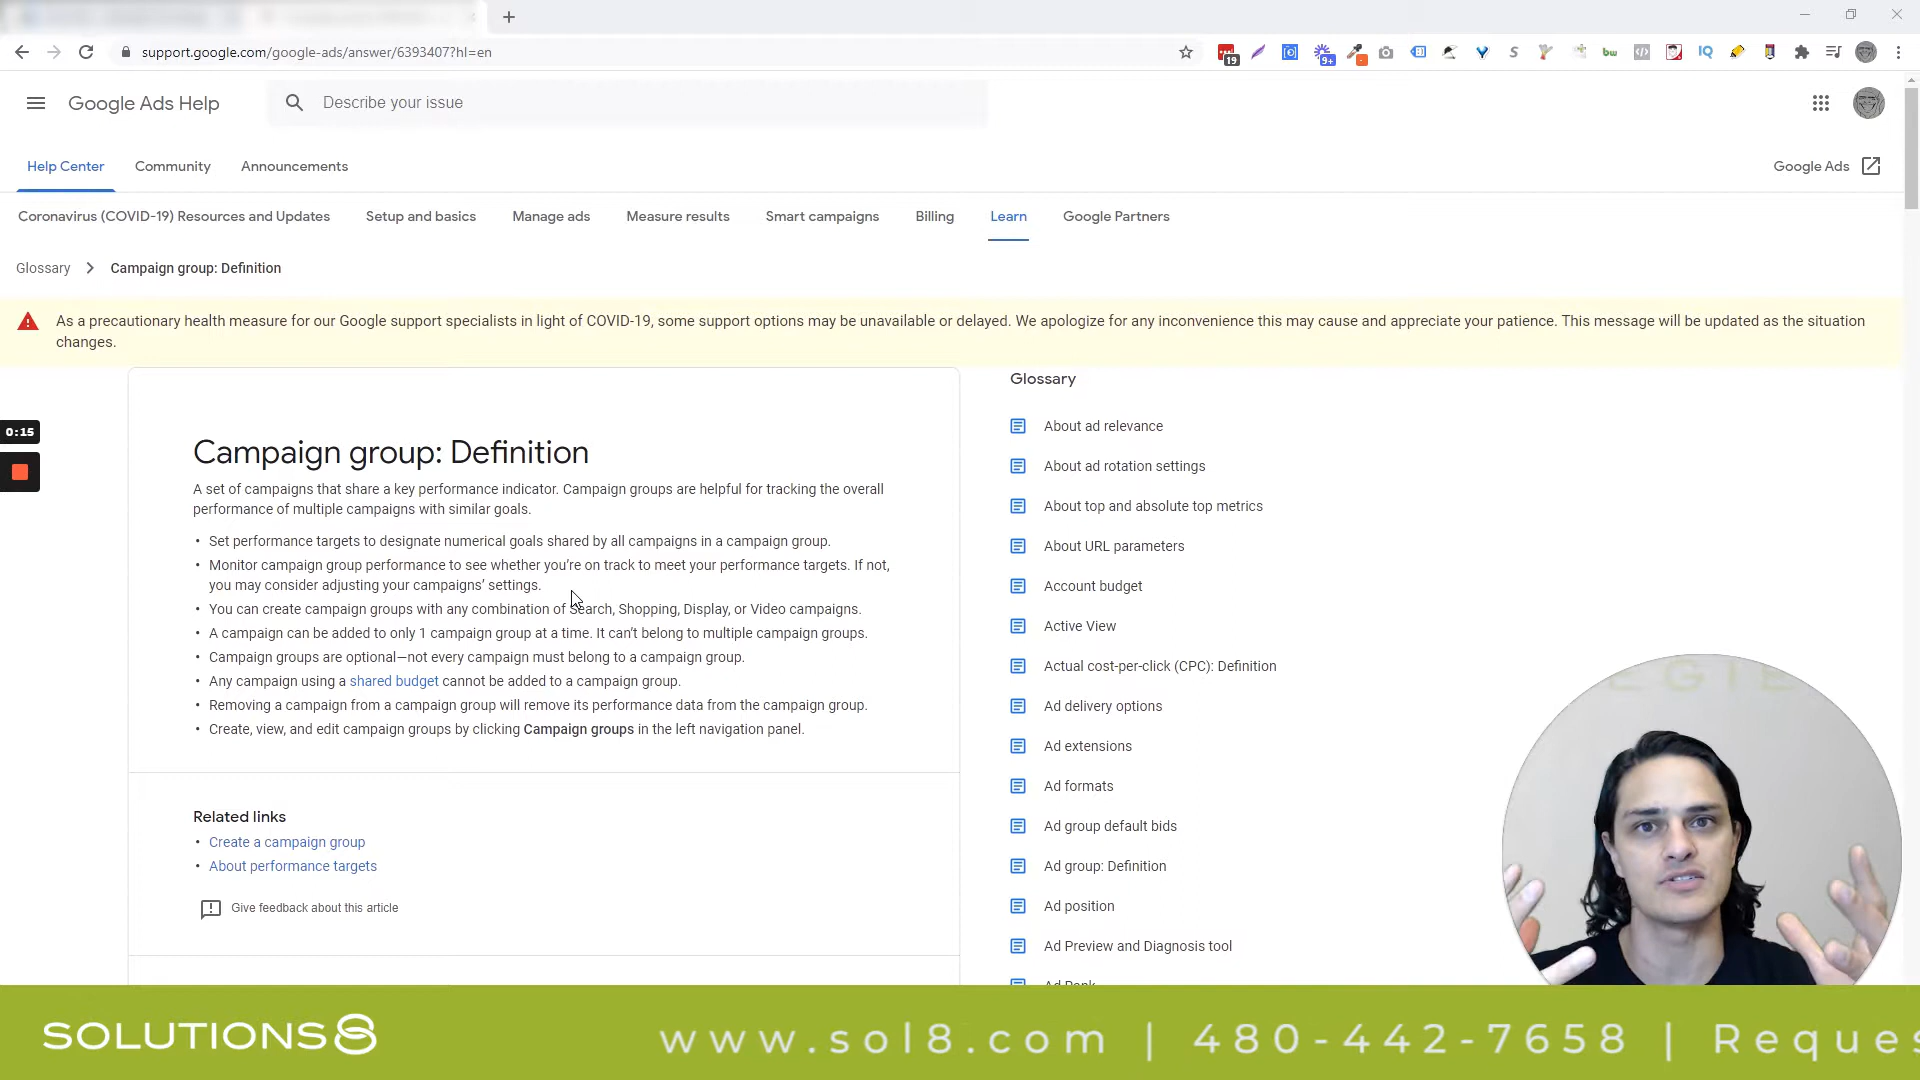 support.google.com/google-ads/answer/6393407?hl=en
19
9+
S
bw
IQ
Google Ads Help
Describe your issue
Help Center
Community
Announcements
Google Ads
Coronavirus (COVID-19) Resources and Updates
Setup and basics
Manage ads
Measure results
Smart campaigns
Billing
Learn
Google Partners
Glossary
Campaign group: Definition
As a precautionary health measure for our Google support specialists in light of COVID-19, some support options may be unavailable or delayed. We apologize for any inconvenience this may cause and appreciate your patience. This message will be updated as the situation
changes.
0:15
Campaign group: Definition
A set of campaigns that share a key performance indicator. Campaign groups are helpful for tracking the overall
performance of multiple campaigns with similar goals.
• Set performance targets to designate numerical goals shared by all campaigns in a campaign group.
• Monitor campaign group performance to see whether you're on track to meet your performance targets. If not,
you may consider adjusting your campaigns' settings.
• You can create campaign groups with any combination of Search, Shopping, Display, or Video campaigns.
• A campaign can be added to only 1 campaign group at a time. It can't belong to multiple campaign groups.
• Campaign groups are optional—not every campaign must belong to a campaign group.
• Any campaign using a shared budget cannot be added to a campaign group.
• Removing a campaign from a campaign group will remove its performance data from the campaign group.
• Create, view, and edit campaign groups by clicking Campaign groups in the left navigation panel.
Related links
• Create a campaign group
• About performance targets
Give feedback about this article
Glossary
About ad relevance
About ad rotation settings
About top and absolute top metrics
About URL parameters
Account budget
Active View
Actual cost-per-click (CPC): Definition
Ad delivery options
Ad extensions
Ad formats
Ad group default bids
Ad group: Definition
Ad position
Ad Preview and Diagnosis tool
Ad Rank
EGIE
SOLUTIONS8
www.sol8.com | 480-442-7658 | Reques